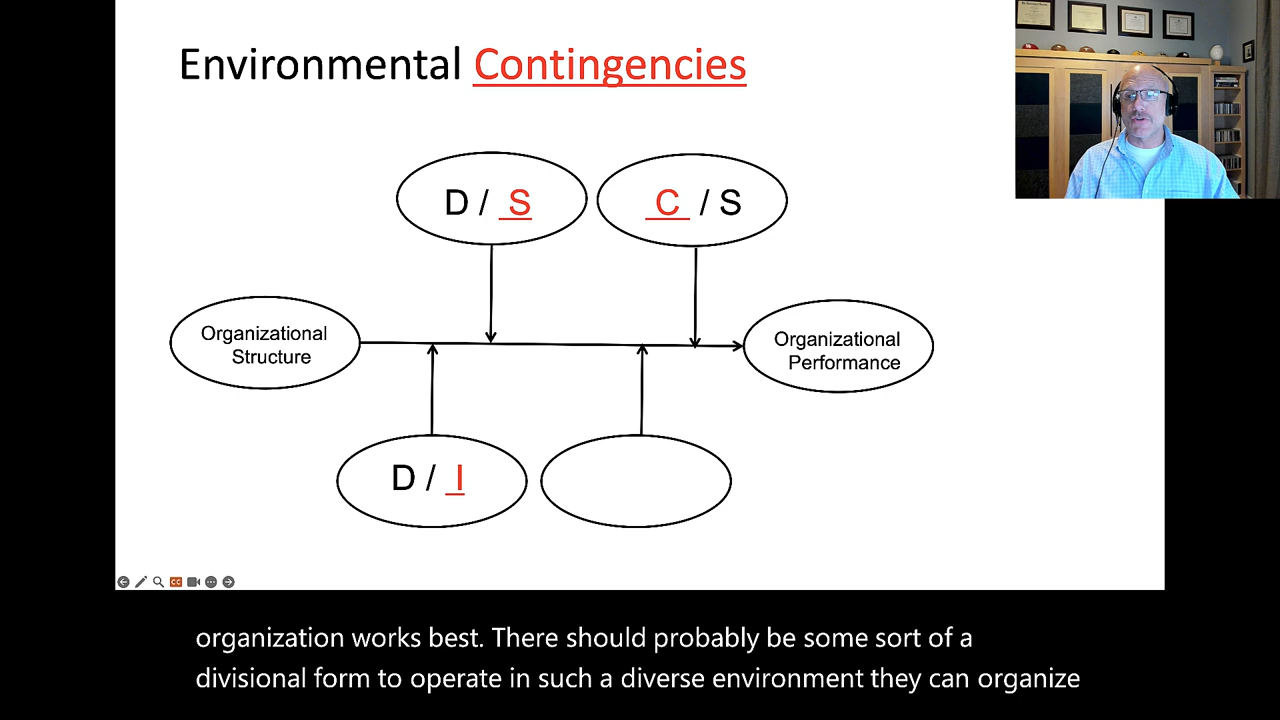 Environmental Contingencies
D / S
C / S
Organizational
Structure
Organizational
Performance
D / I
CC
organization works best. There should probably be some sort of a
divisional form to operate in such a diverse environment they can organize